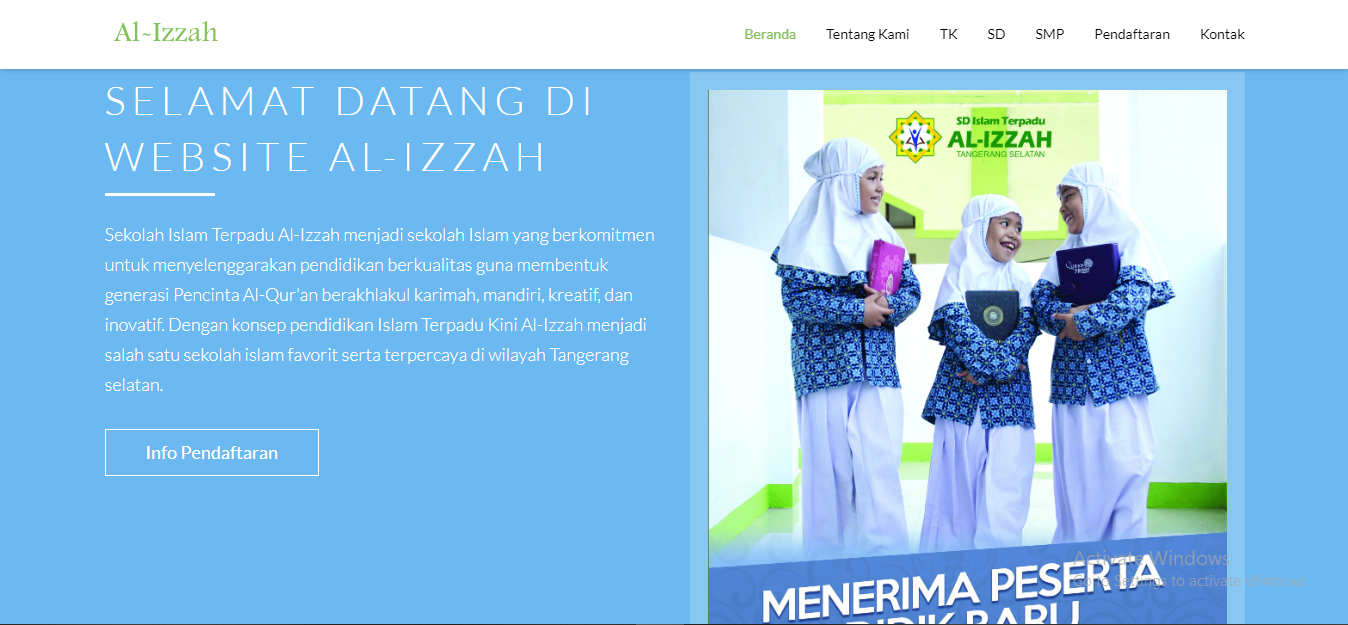 Al-Izzah
Beranda
Tentang Kami
TK
SD
SMP
Pendaftaran
Kontak
SELAMAT DATANG DI
WEBSITE AL-IZZAH
Sekolah Islam Terpadu Al-Izzah menjadi sekolah Islam yang berkomitmen
untuk menyelenggarakan pendidikan berkualitas guna membentuk
generasi Pencinta Al-Qur'an berakhlakul karimah, mandiri, kreatif, dan
inovatif. Dengan konsep pendidikan Islam Terpadu Kini Al-Izzah menjadi
salah satu sekolah islam favorit serta terpercaya di wilayah Tangerang
selatan.
Info Pendaftaran
SD Islam Terpadu
AL-IZZAH
TANGERANG SELATAN
MENERIMA PESERTA
DIDIK BARU
Activate Windows
Go to Settings to activate Windows.